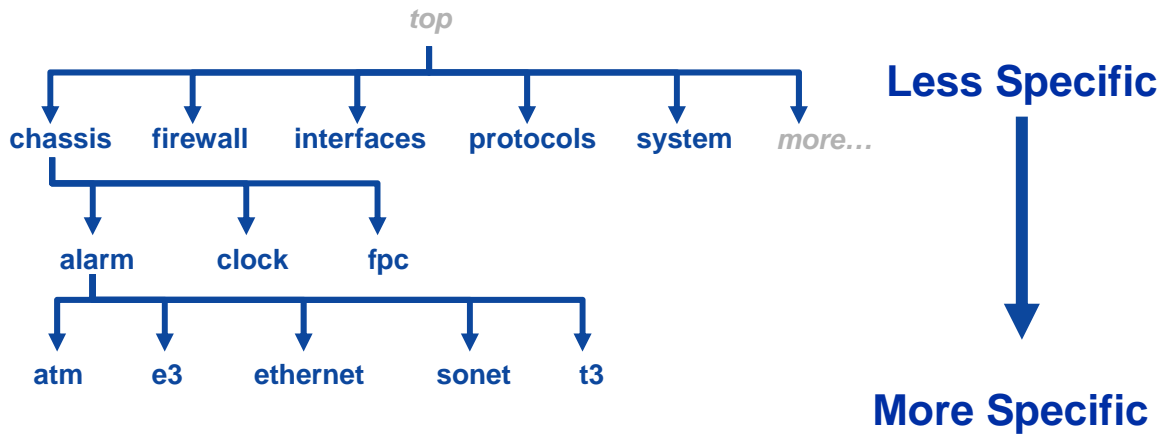 top
Less Specific
chassis firewall interfaces protocols system more…
alarm clock fpc
atm e3 ethernet sonet t3
More Specific